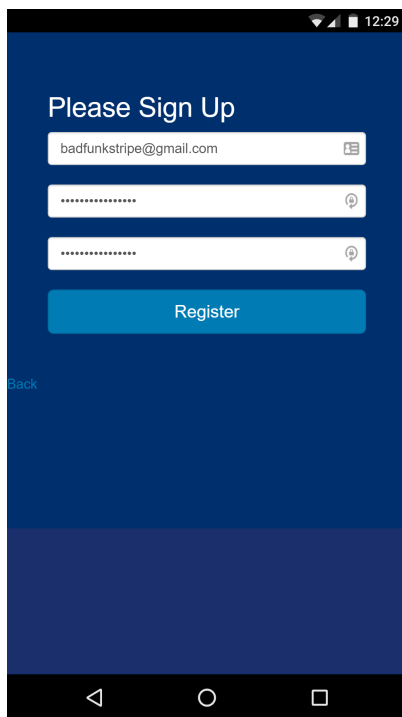 12:29
Please Sign Up
badfunkstripe@gmail.com
••••••••••••••••
••••••••••••••••
Register
Back